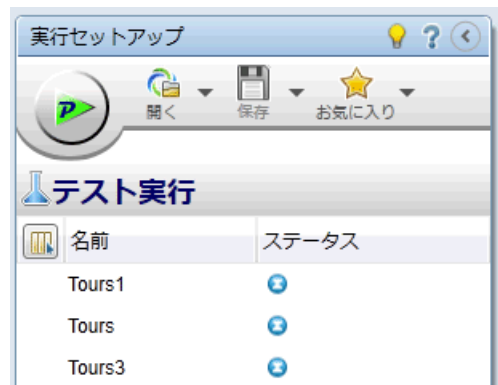 実行セットアップ
開く 保存 お気に入り
テスト実行
名前 ステータス
Tours1
Tours
Tours3